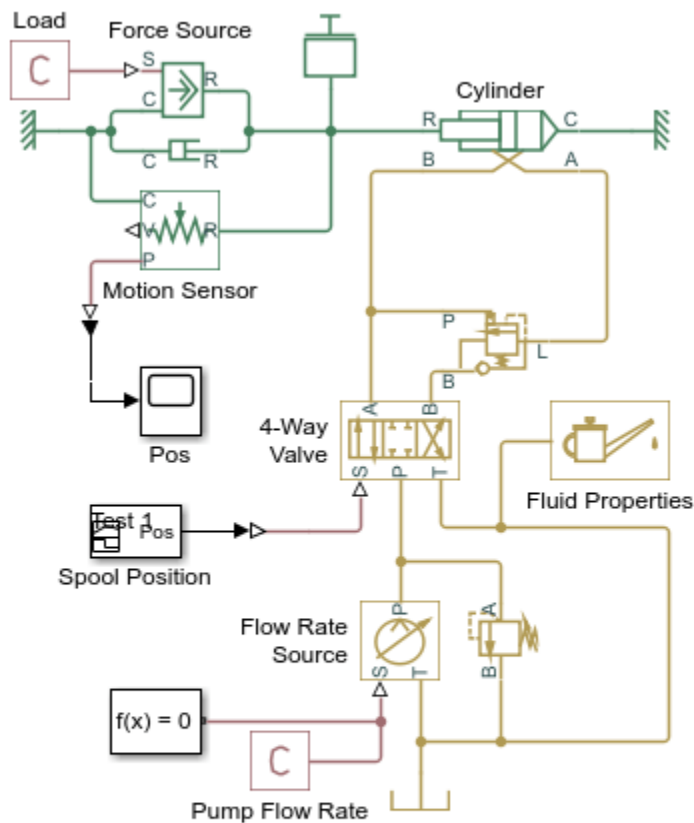 Load
Force Source
C
S
R
C
C
R
Cylinder
R
C
B
A
C
V
R
P
Motion Sensor
P
L
B
Pos
4-Way
Valve
A
B
S
P
T
Fluid Properties
Test 1
Pos
Spool Position
Flow Rate
Source
P
S
T
A
B
f(x) = 0
C
Pump Flow Rate